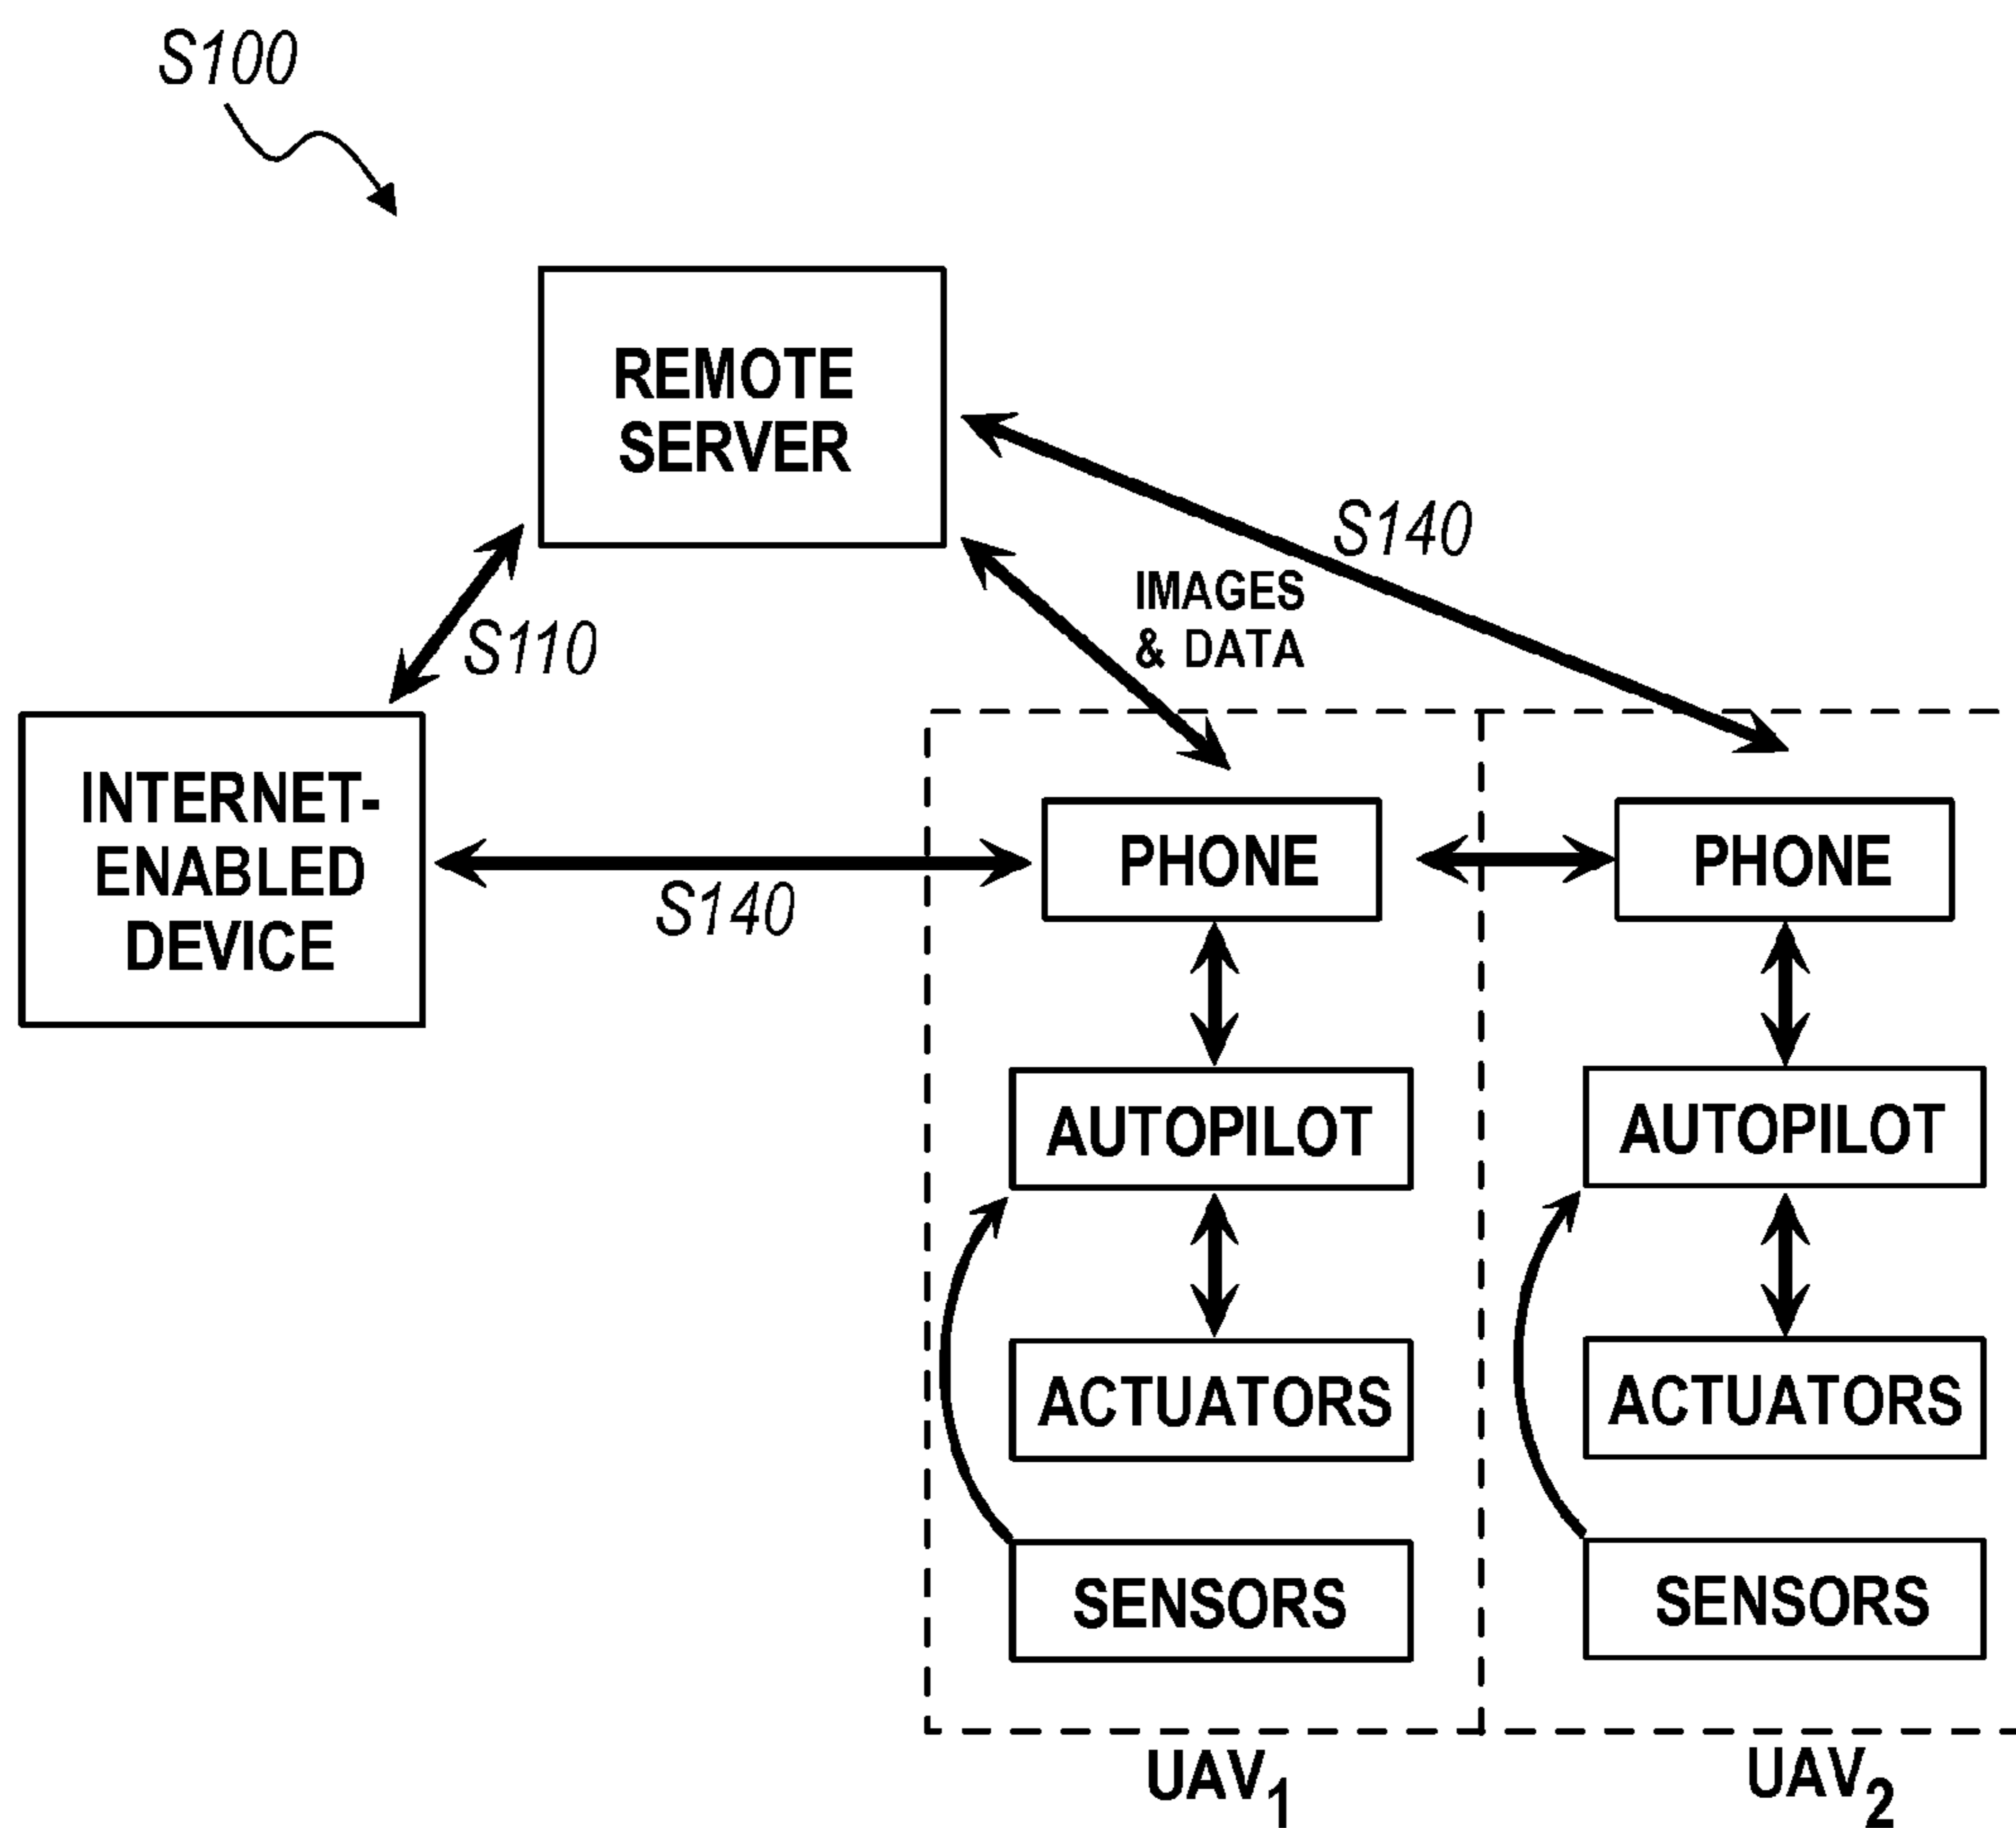 S100
REMOTE
SERVER
S140
IMAGES
& DATA
S110
INTERNET-
ENABLED
DEVICE
S140
PHONE
PHONE
AUTOPILOT
AUTOPILOT
ACTUATORS
ACTUATORS
SENSORS
SENSORS
UAV1
UAV2